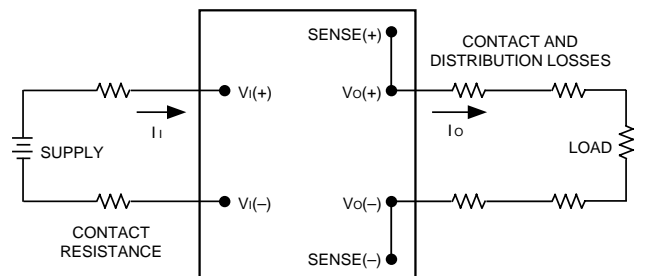 SENSE(+)
CONTACT AND
DISTRIBUTION LOSSES
VI(+)
VO(+)
II
IO
SUPPLY
LOAD
VI(–)
VO(–)
CONTACT
RESISTANCE
SENSE(–)